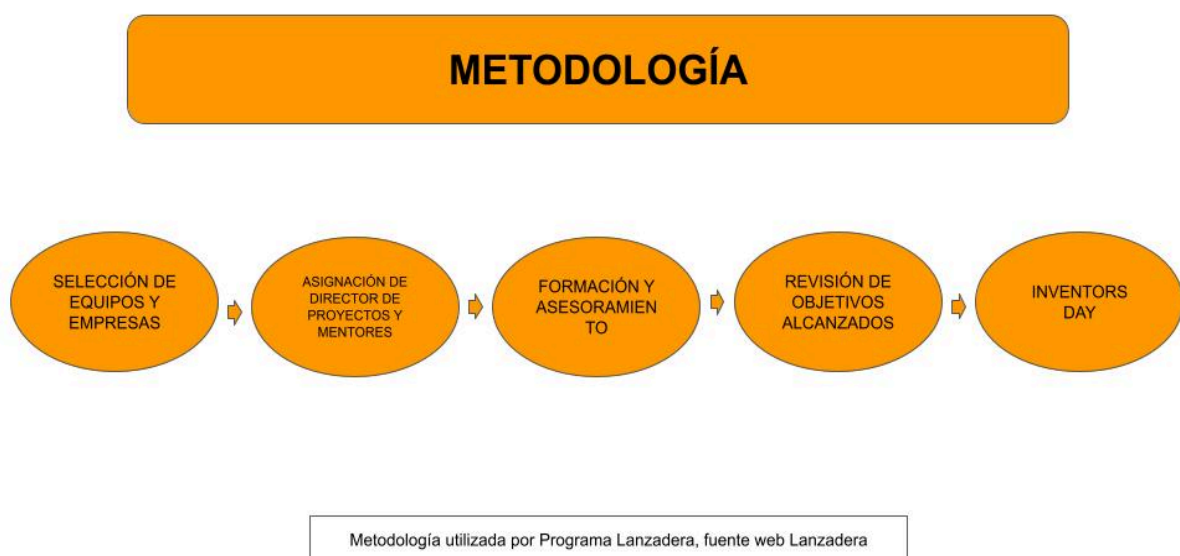 METODOLOGÍA
SELECCIÓN DE
EQUIPOS Y
EMPRESAS
ASIGNACIÓN DE
DIRECTOR DE
PROYECTOS Y
MENTORES
FORMACIÓN Y
ASESORAMIEN
TO
REVISIÓN DE
OBJETIVOS
ALCANZADOS
INVENTORS
DAY
Metodología utilizada por Programa Lanzadera, fuente web Lanzadera